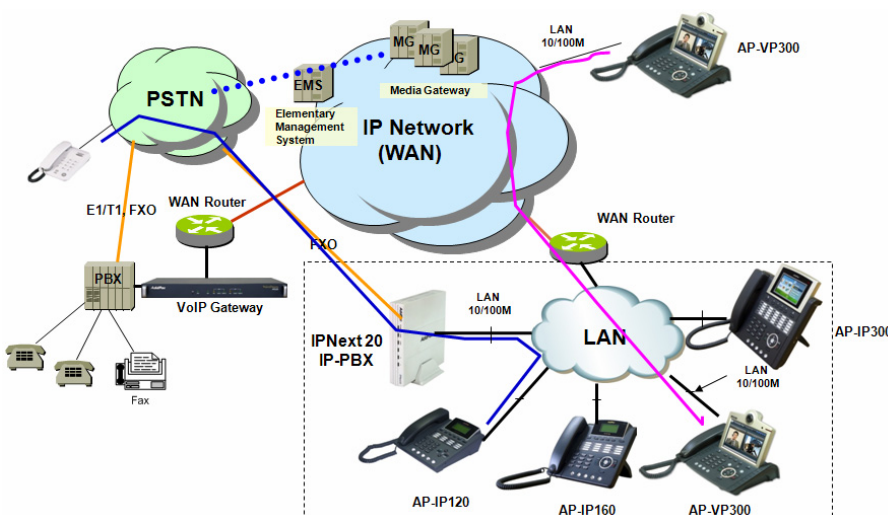 MG
MG
G
LAN
10/100M
AP-VP300
PSTN
EMS
Media Gateway
Elementary
Management
System
IP Network
(WAN)
E1/T1, FXO
WAN Router
WAN Router
FXO
PBX
VoIP Gateway
LAN
10/100M
IPNext 20
IP-PBX
LAN
AP-IP300
LAN
10/100M
Fax
AP-IP120
AP-IP160
AP-VP300